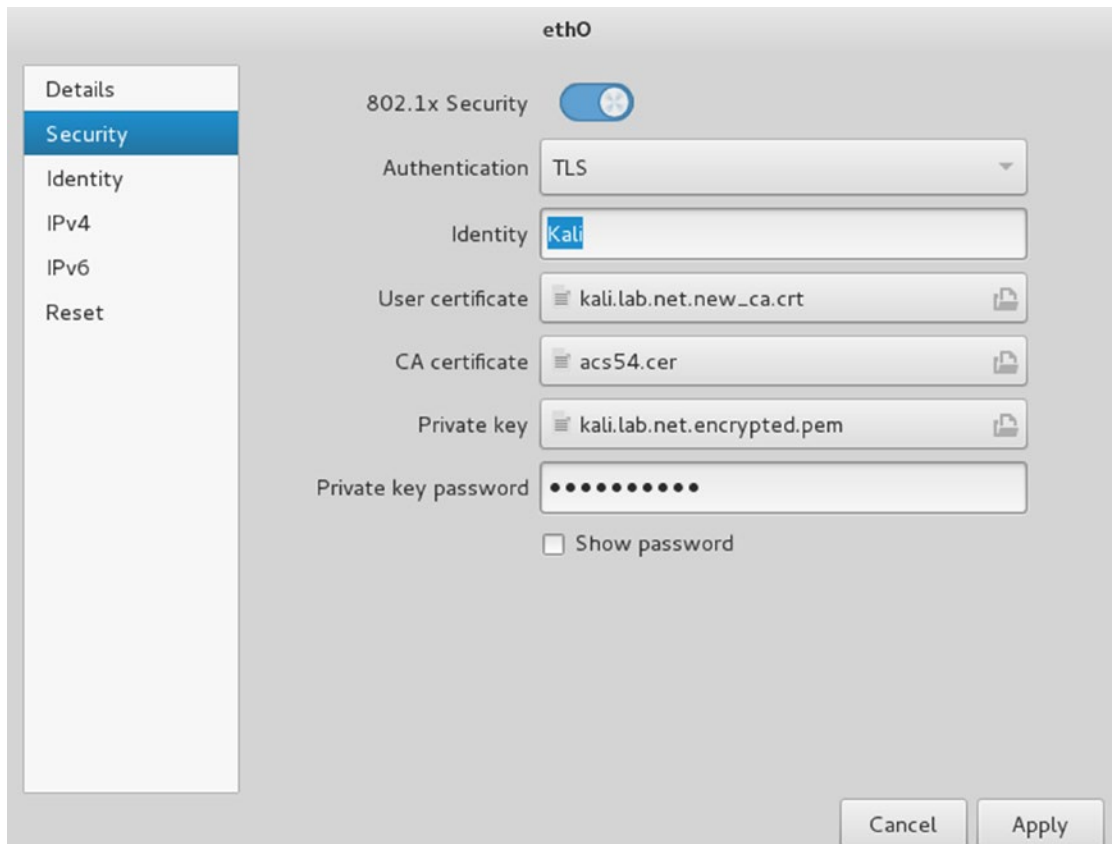 ethO
Details
Security
Identity
IPv4
IPv6
Reset
802.1x Security
Authentication TLS
Identity Kali
User certificate kali.lab.net.new_ca.crt
CA certificate acs54.cer
Private key kali.lab.net.encrypted.pem
Private key password ••••••••••
Show password
Cancel Apply